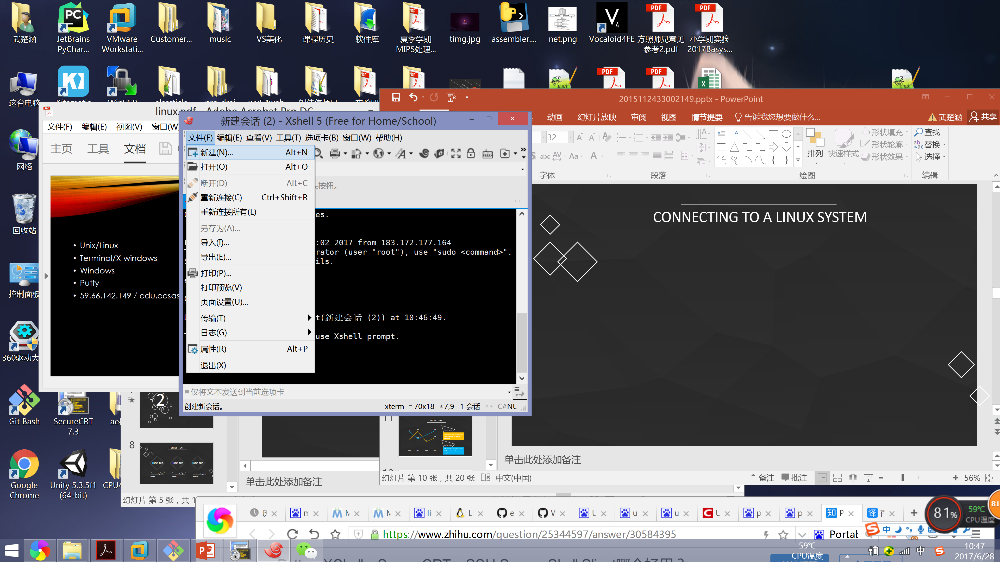 武楚涵
JetBrains
PyChar...
VMware
Workstati...
Customer...
music
VS美化
课程历史
软件库
夏季学期
MIPS处理...
timg.jpg
assembler....
net.png
Vocaloid4FE
方照师兄意见
参考2.pdf
小学期实验
2017Basys...
这台电脑
网络
回收站
控制面板
360驱动大
Git Bash
SecureCRT
7.3
Google
Chrome
Unity 5.3.5f1
(64-bit)
linux.pdf - Adobe Acrobat Pro DC
文件(F) 编辑(E) 视图(V) 窗口(W)
主页 工具 文档
• Unix/Linux
• Terminal/X windows
• Windows
• Putty
• 59.66.142.149 / edu.eesas
新建会话 (2) - Xshell 5 (Free for Home/School)
文件(F) 编辑(E) 查看(V) 工具(T) 选项卡(B) 窗口(W) 帮助(H)
新建(N)... Alt+N
打开(O) Alt+O
断开(D) Alt+C
重新连接(C) Ctrl+Shift+R
重新连接所有(L)
另存为(A)...
导入(I)...
导出(E)...
打印(P)...
打印预览(V)
页面设置(U)...
传输(T)
日志(G)
属性(R) Alt+P
退出(X)
头按钮。
es.
:02 2017 from 183.172.177.164
rator (user "root"), use "sudo <command>".
ils.
t(新建会话 (2)) at 10:46:49.
use Xshell prompt.
仅将文本发送到当前选项卡
创建新会话。 xterm 70x18 7,9 1 会话 CANU
2015112433002149.pptx - PowerPoint
动画 幻灯片放映 审阅 视图 情节提要 告诉我您想要做什么... 武楚涵 共享
32
形状填充
形状轮廓
形状效果
排列 快速样式
查找
替换
选择
字体 段落 绘图 编辑
CONNECTING TO A LINUX SYSTEM
单击此处添加备注
幻灯片 第 10 张，共 20 张 中文(中国) 备注 批注 56%
2
8
ENTER TEXT
ENTER TEXT ENTER TEXT ENTER TEXT
11
ENTER TEXT
Enter text
Enter text
单击此处添加备注
幻灯片 第 5 张，共 1
https://www.zhihu.com/question/25344597/answer/30584395
81%
59℃
CPU温度
81
59℃
CPU温度
中
10:47
2017/6/28